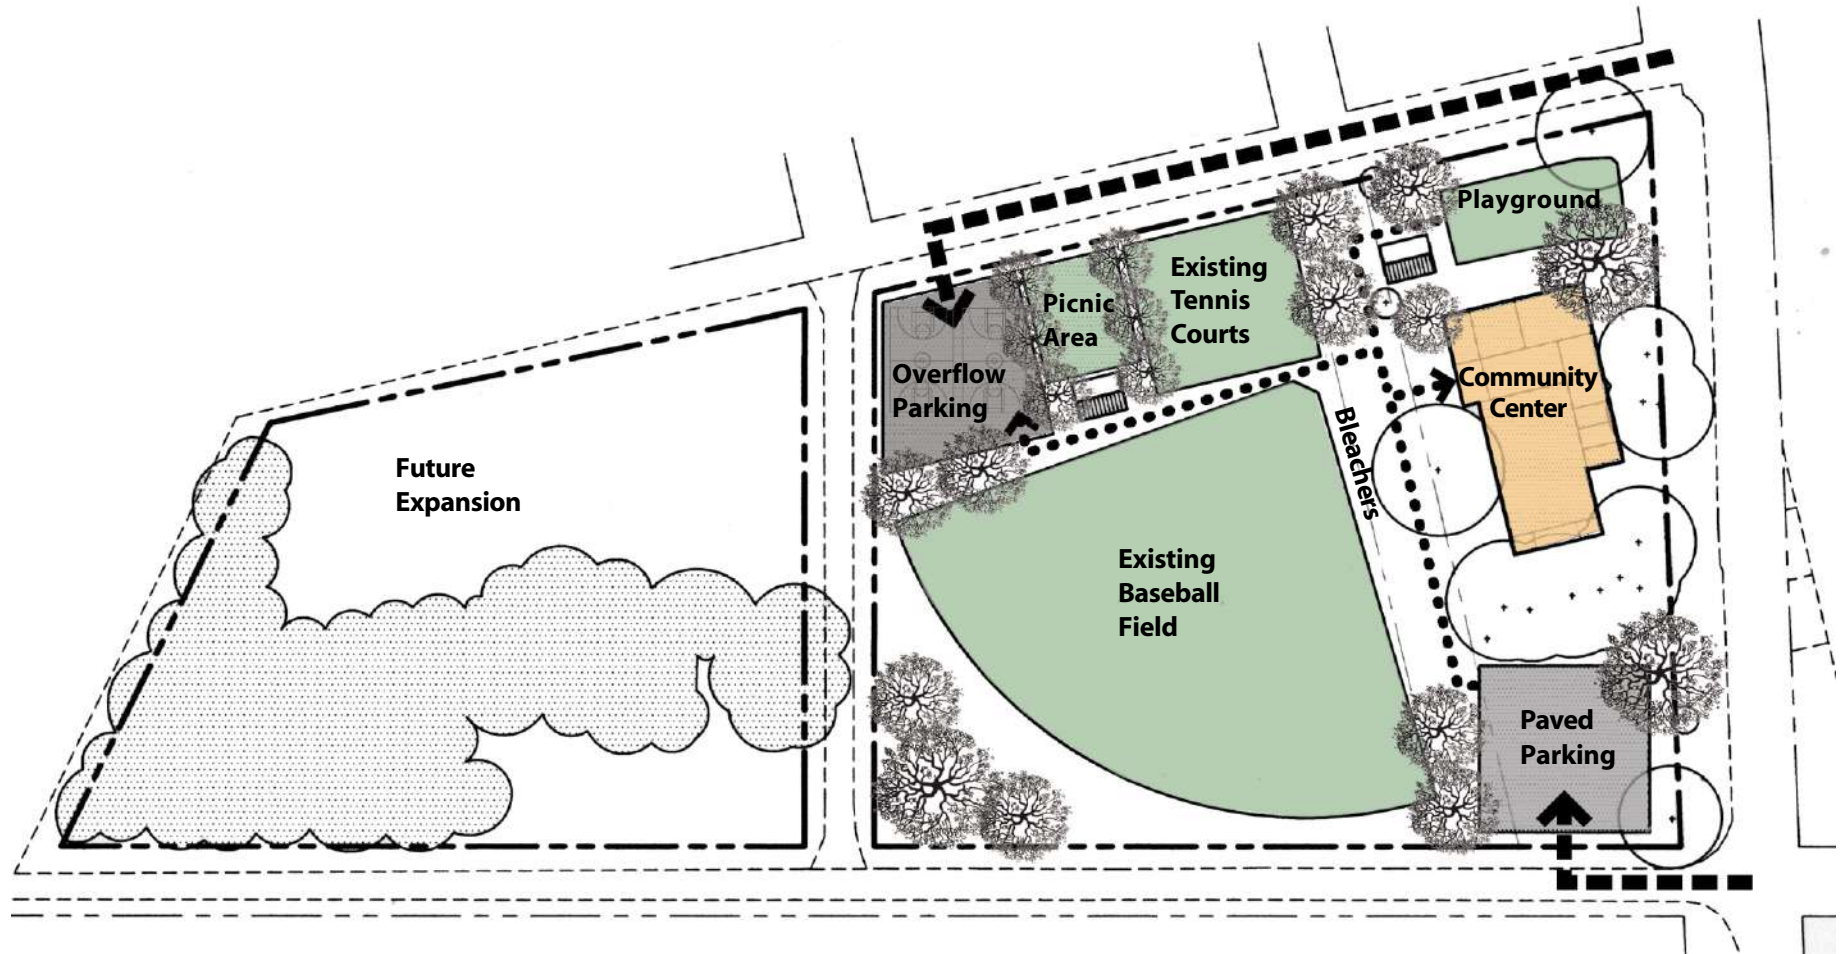 Playground
Existing
Tennis
Courts
Picnic
Area
Overflow
Parking
Community
Center
Bleachers
Future
Expansion
Existing
Baseball
Field
Paved
Parking